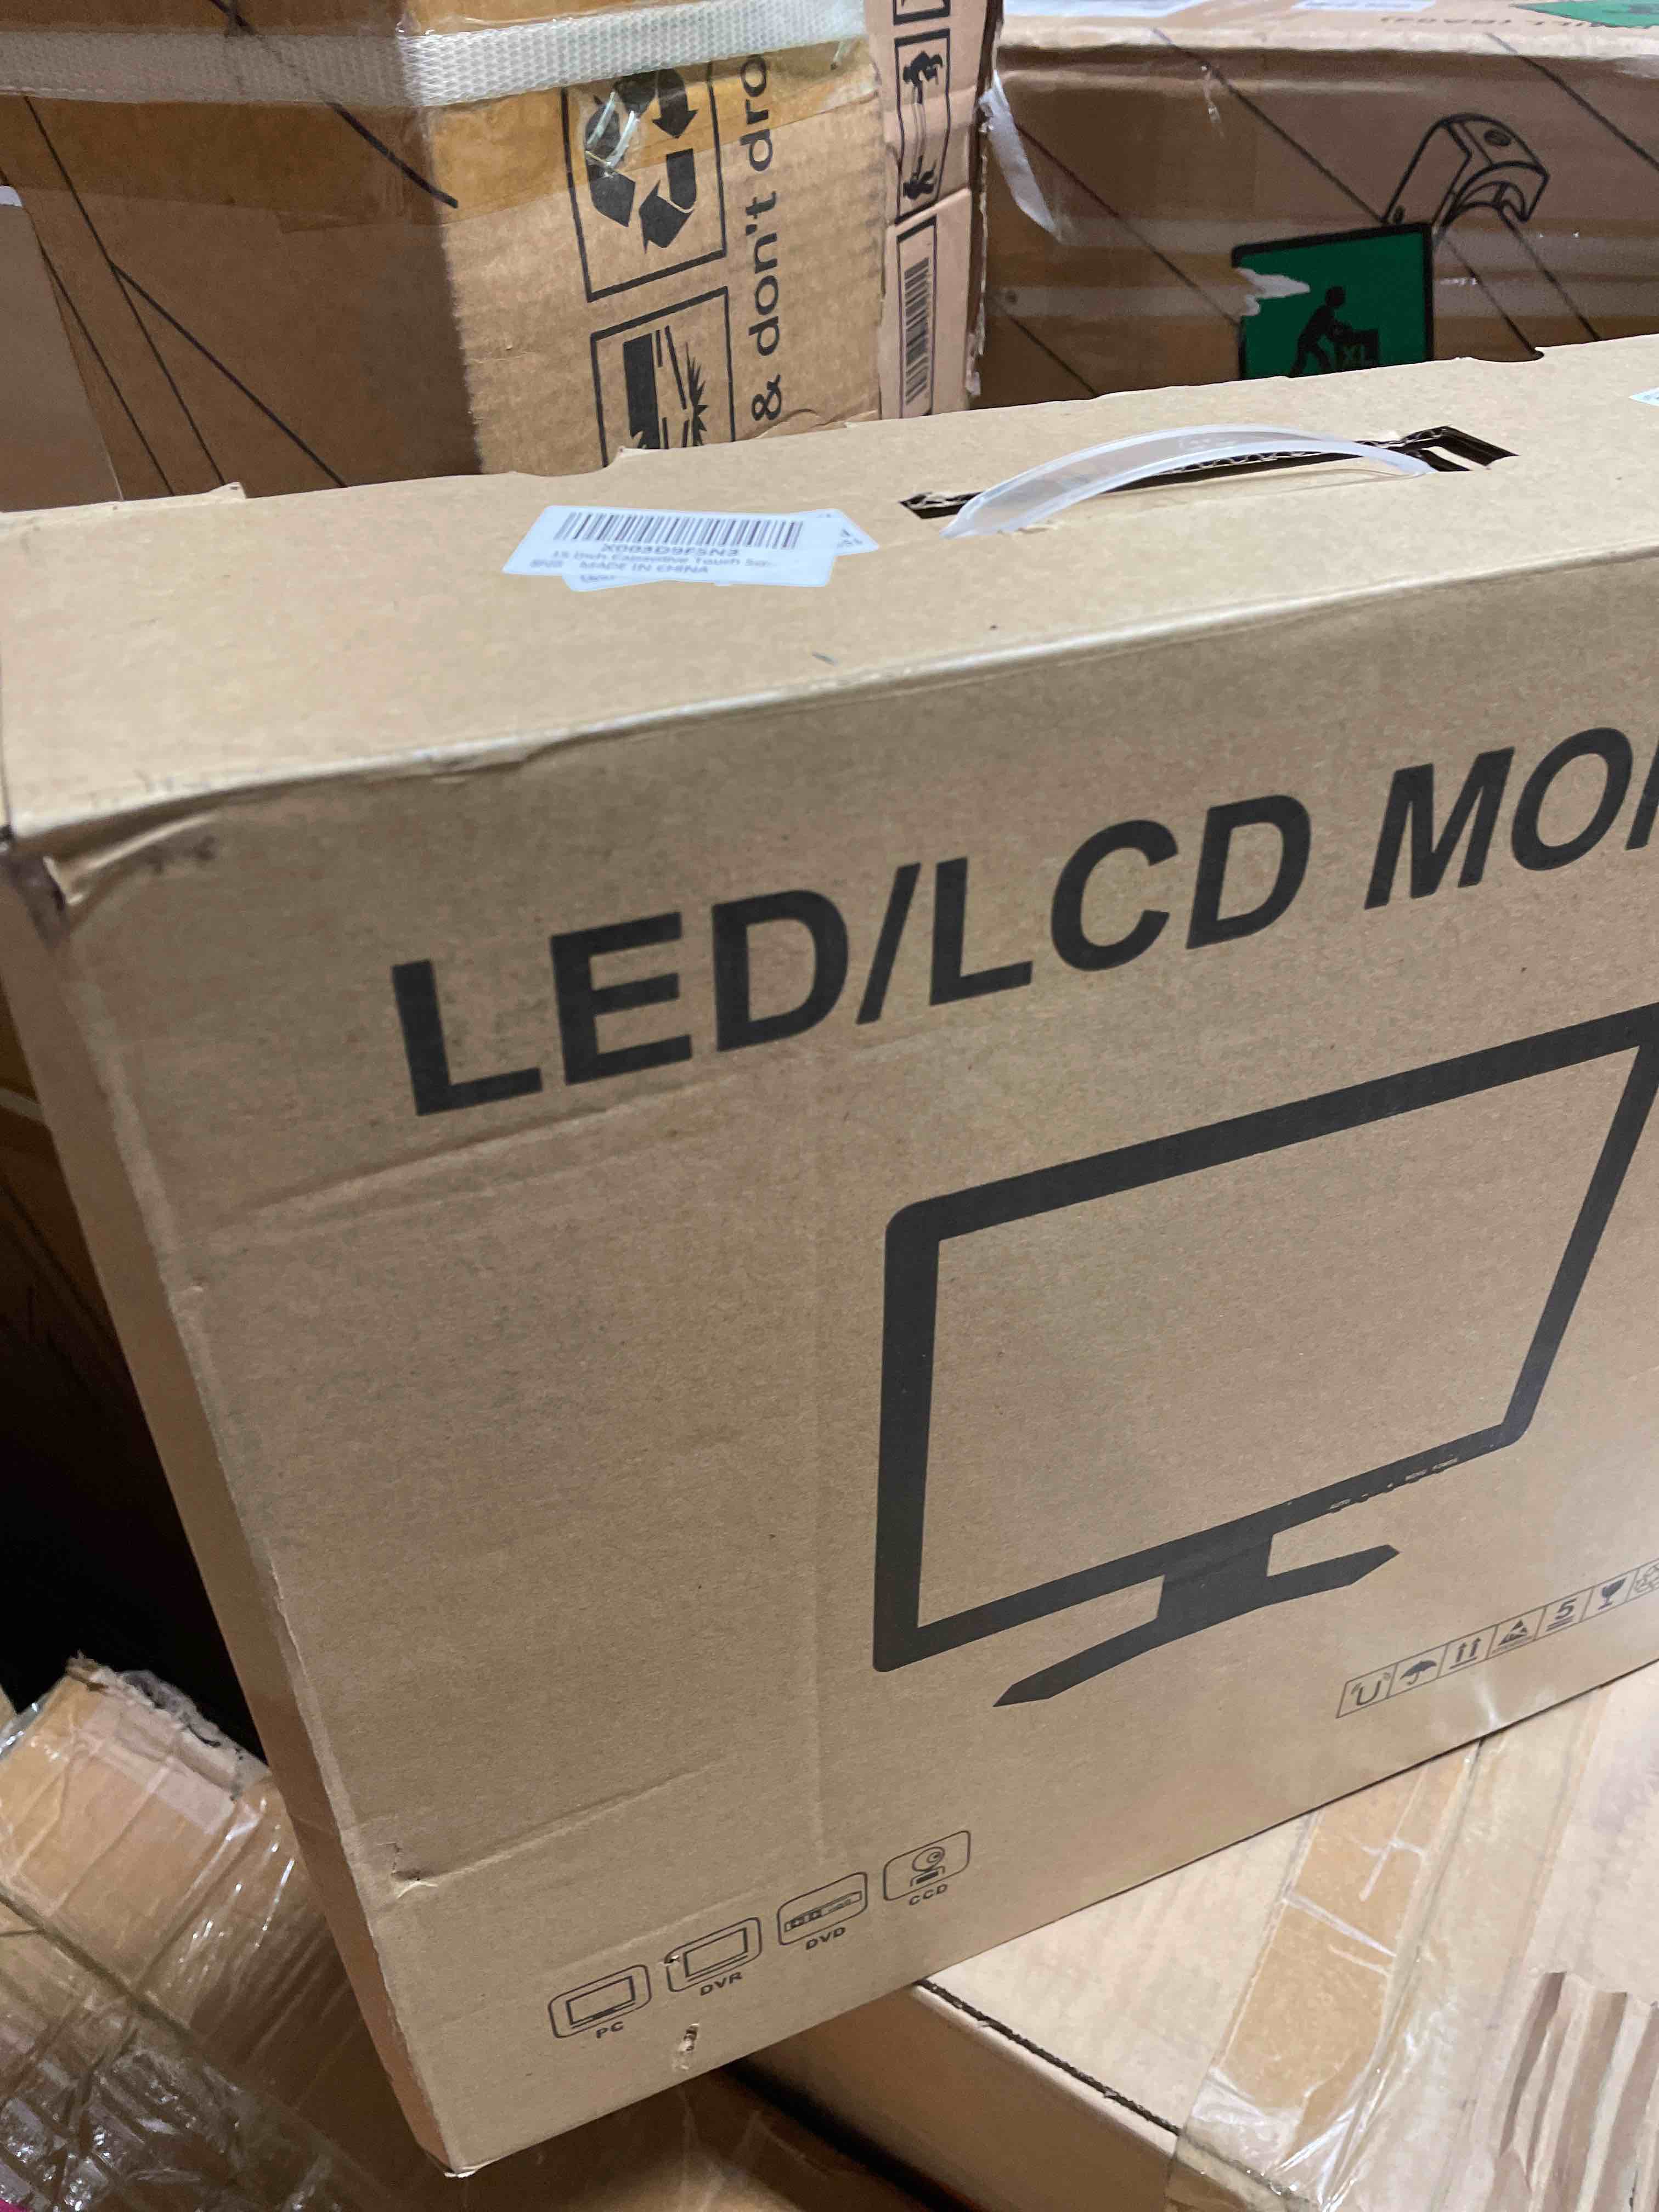 & don't dro
XL
X003D9F5N3
15 Inch Capacitive Touch Scr
MADE IN CHINA
LED/LCD MO
5
PC
DVR
DVD
CCD